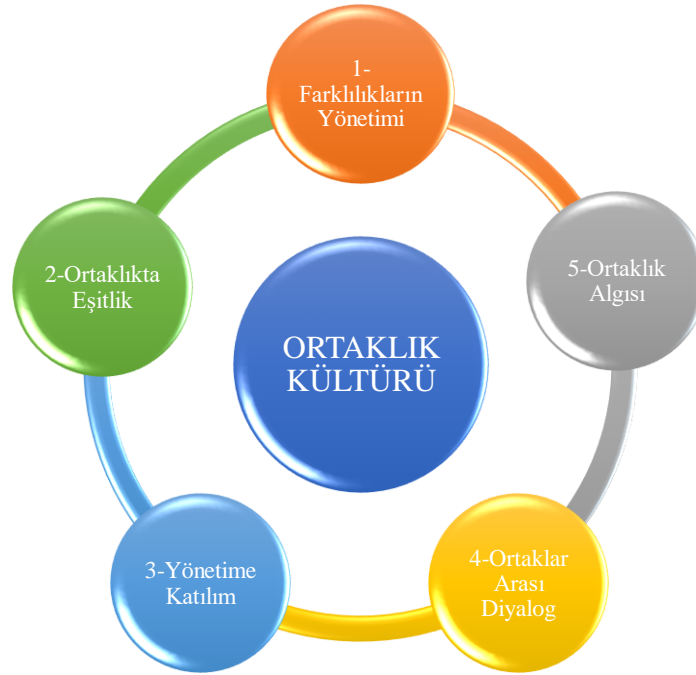 1-
Farklılıkların
Yönetimi
2-Ortaklıkta
Eşitlik
5-Ortaklık
Algısı
ORTAKLIK
KÜLTÜRÜ
3-Yönetime
Katılım
4-Ortaklar
Arası
Diyalog